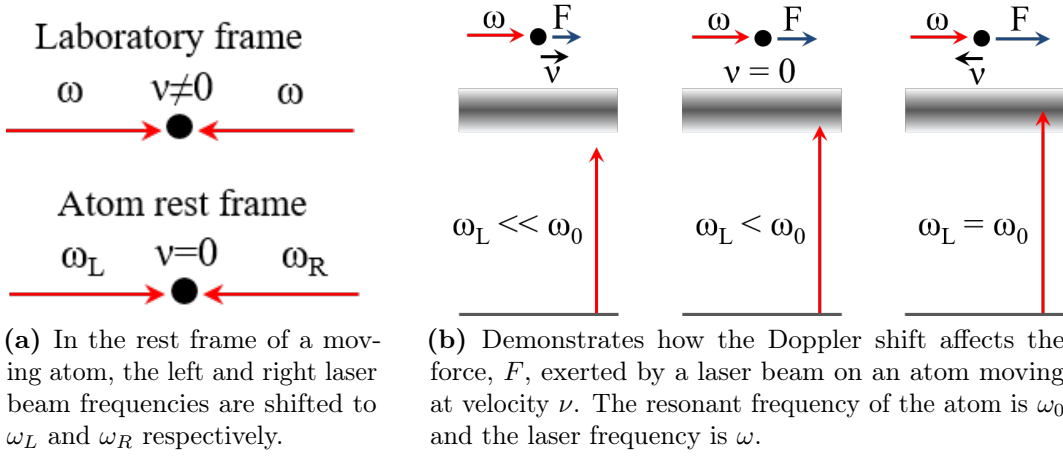 Laboratory frame
ω ν≠0 ω
Atom rest frame
ω_L ν=0 ω_R
(a) In the rest frame of a mov-
ing atom, the left and right laser
beam frequencies are shifted to
ω_L and ω_R respectively.
ω F
ν
ω_L << ω_0
ω F
ν = 0
ω_L < ω_0
ω F
ν
ω_L = ω_0
(b) Demonstrates how the Doppler shift affects the
force, F, exerted by a laser beam on an atom moving
at velocity ν. The resonant frequency of the atom is ω_0
and the laser frequency is ω.